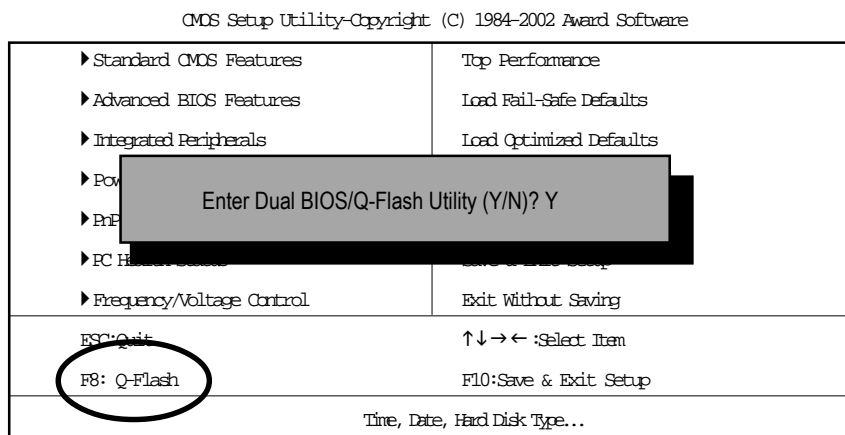 CMOS Setup Utility-Copyright (C) 1984-2002 Award Software
Standard CMOS Features
Top Performance
Advanced BIOS Features
Load Fail-Safe Defaults
Integrated Peripherals
Load Optimized Defaults
Enter Dual BIOS/Q-Flash Utility (Y/N)? Y
Frequency/Voltage Control
Exit Without Saving
ESC:Quit
↑↓→← :Select Item
F8: Q-Flash
F10:Save & Exit Setup
Time, Date, Hard Disk Type...